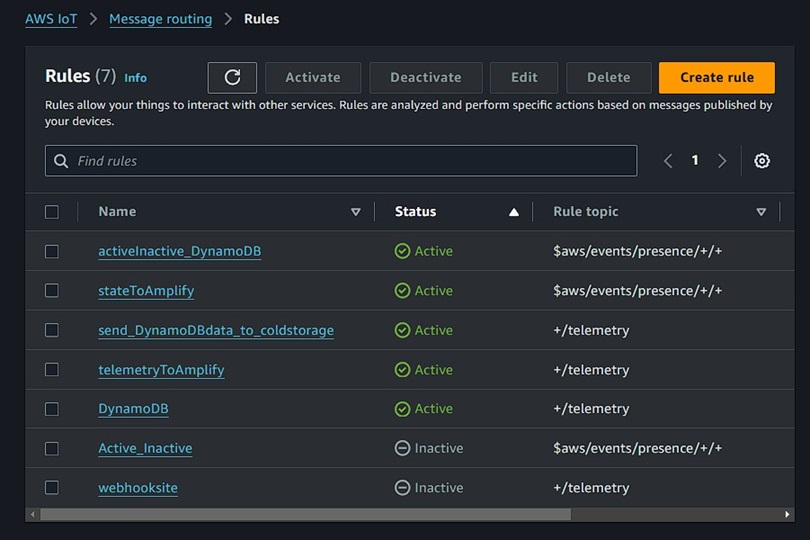 AWS IoT > Message routing > Rules
Rules (7) Info Activate Deactivate Edit Delete Create rule
Rules allow your things to interact with other services. Rules are analyzed and perform specific actions based on messages published by
your devices.
Find rules 1
Name Status Rule topic
activeInactive_DynamoDB Active $aws/events/presence/+/+
stateToAmplify Active $aws/events/presence/+/+
send_DynamoDBdata_to_coldstorage Active +/telemetry
telemetryToAmplify Active +/telemetry
DynamoDB Active +/telemetry
Active_Inactive Inactive $aws/events/presence/+/+
webhooksite Inactive +/telemetry